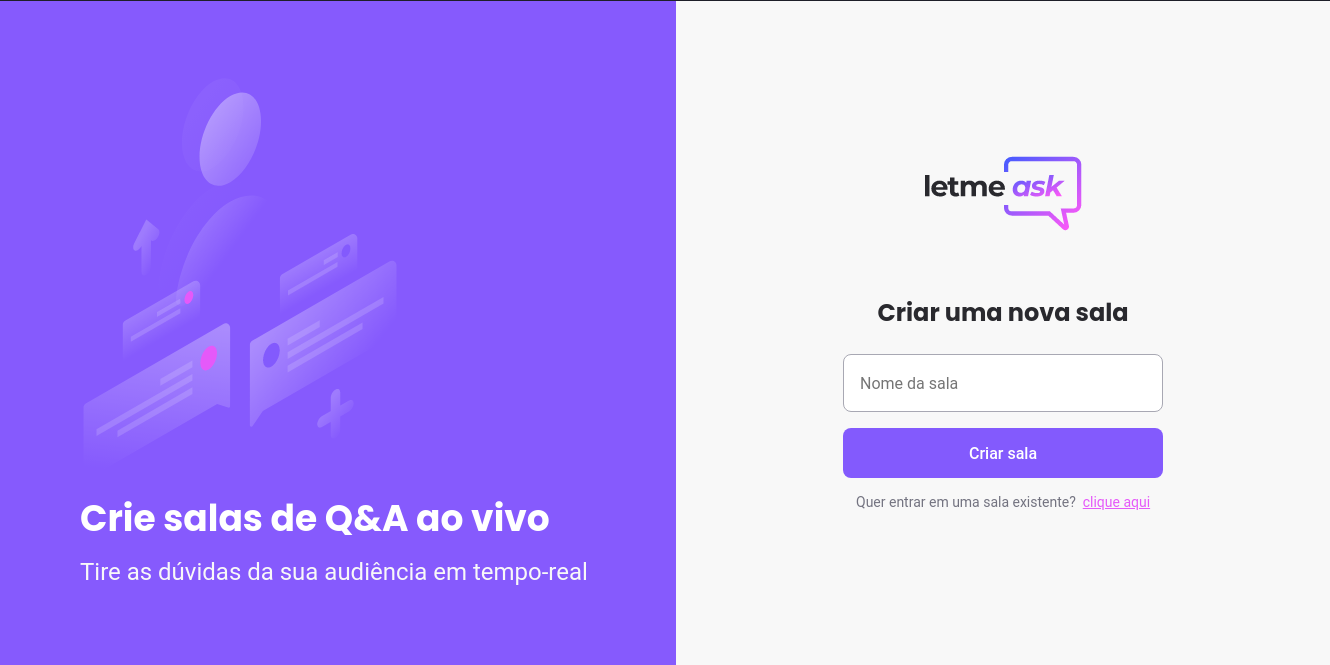 Crie salas de Q&A ao vivo
Tire as dúvidas da sua audiência em tempo-real
letme ask
Criar uma nova sala
Nome da sala
Criar sala
Quer entrar em uma sala existente? clique aqui